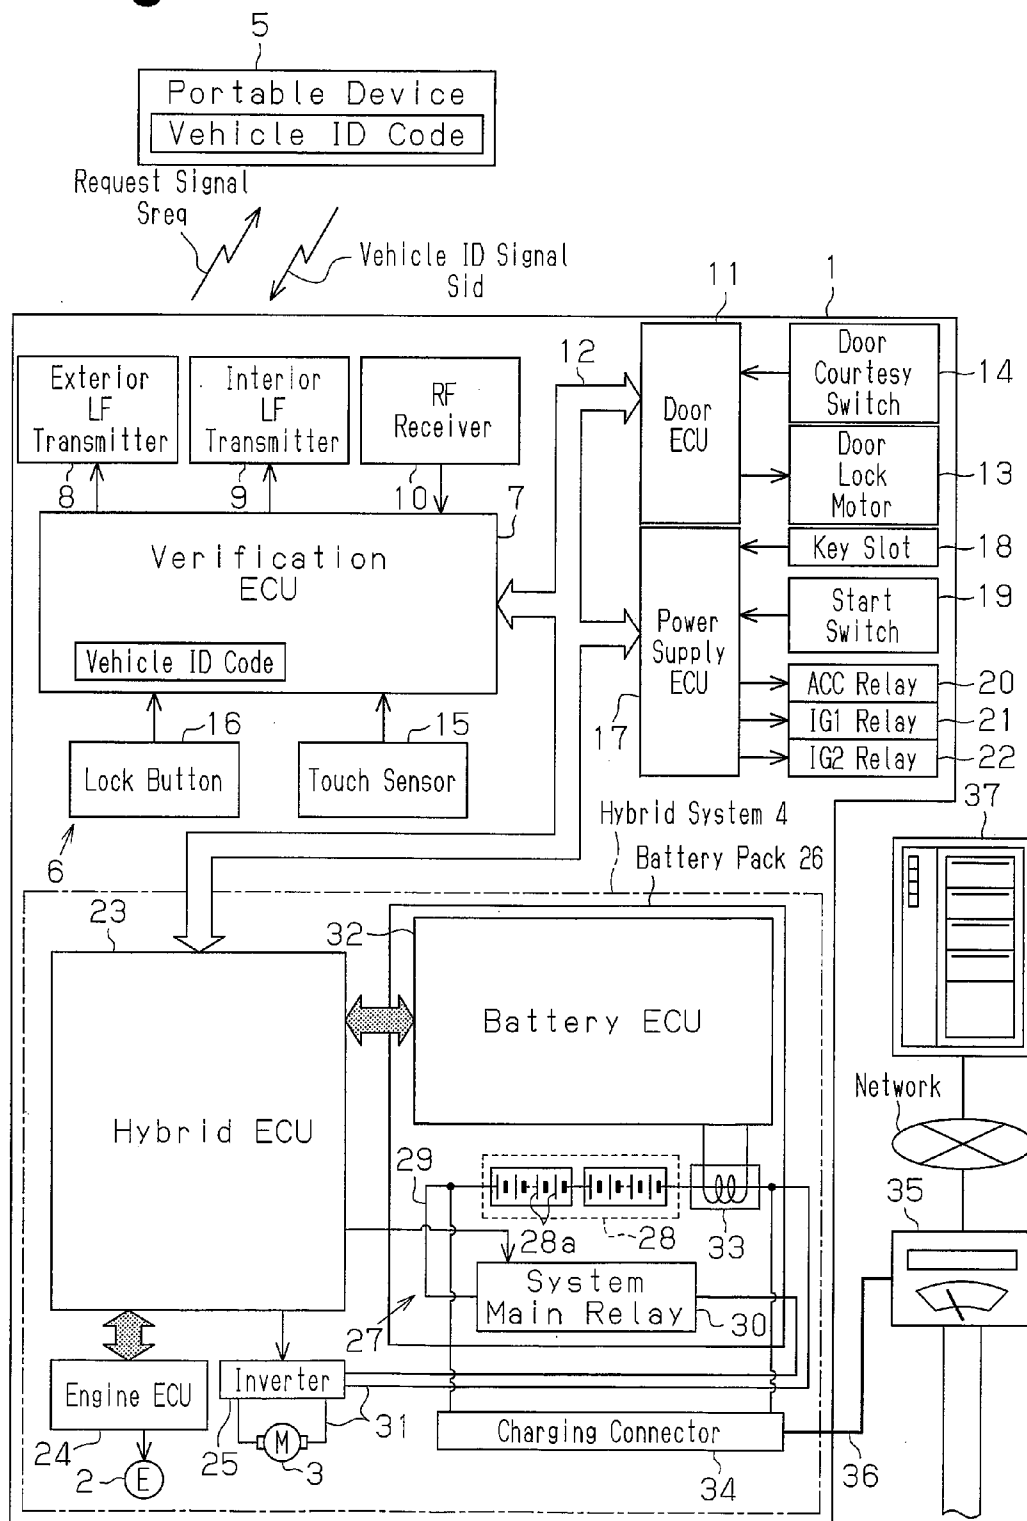 5
Portable Device
Vehicle ID Code
Request Signal
Sreq
Vehicle ID Signal
Sid
11
1
12
Exterior
LF
Transmitter
Interior
LF
Transmitter
RF
Receiver
Door
ECU
Door
Courtesy
Switch
14
Door
Lock
Motor
13
8
9
10
7
Verification
ECU
Vehicle ID Code
Key Slot
18
Power
Supply
ECU
Start
Switch
19
ACC Relay
20
IG1 Relay
21
IG2 Relay
22
17
16
15
Lock Button
Touch Sensor
6
Hybrid System 4
Battery Pack 26
37
23
32
Battery ECU
Hybrid ECU
Network
29
28a
28
33
35
System
Main Relay
27
30
Engine ECU
Inverter
31
24
25
M
3
Charging Connector
34
36
2
E